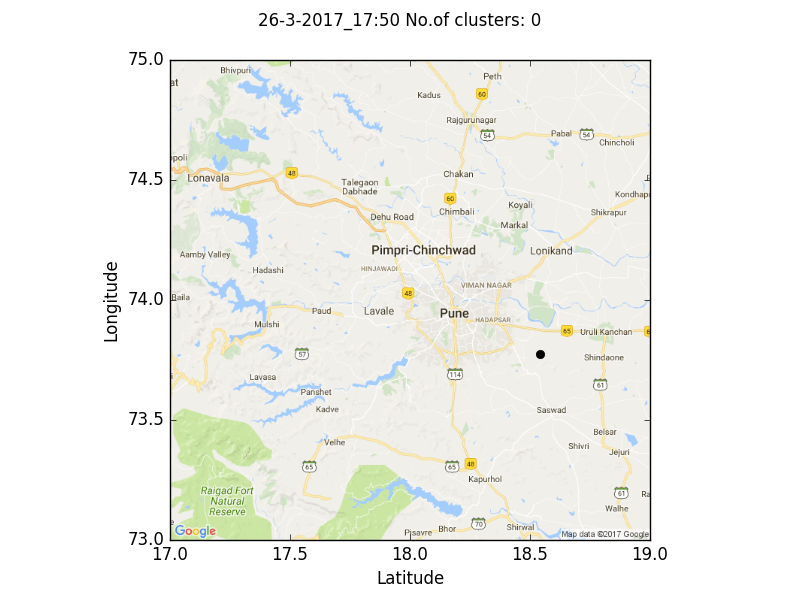 26-3-2017_17:50 No.of clusters: 0
75.0
Bhivpuri
Peth
at
Kadus
60
Rajgurunagar
54
Pabal
54
Chincholi
poli
Lonavala
48
74.5
Talegaon
Dabhade
Chakan
60
Chimbali
Koyali
Kondhap
Shikrapur
Dehu Road
Markal
Pimpri-Chinchwad
Lonikand
Aamby Valley
Hadashi
HINJAWADI
VIMAN NAGAR
48
74.0
Baila
Paud
Lavale
Pune
HADAPSAR
Mulshi
65
Uruli Kanchan
6
57
Shindaone
Lavasa
114
61
Panshet
Kadve
Saswad
73.5
Belsar
Velhe
Shivri
Jejuri
65
65
48
Kapurhol
Raigad Fort
Natural
Reserve
61
Ra
Walhe
70
Google
Pisavre
Bhor
Shirwal
Map data ©2017 Google
73.0
17.0 17.5 18.0 18.5 19.0
Latitude
Longitude